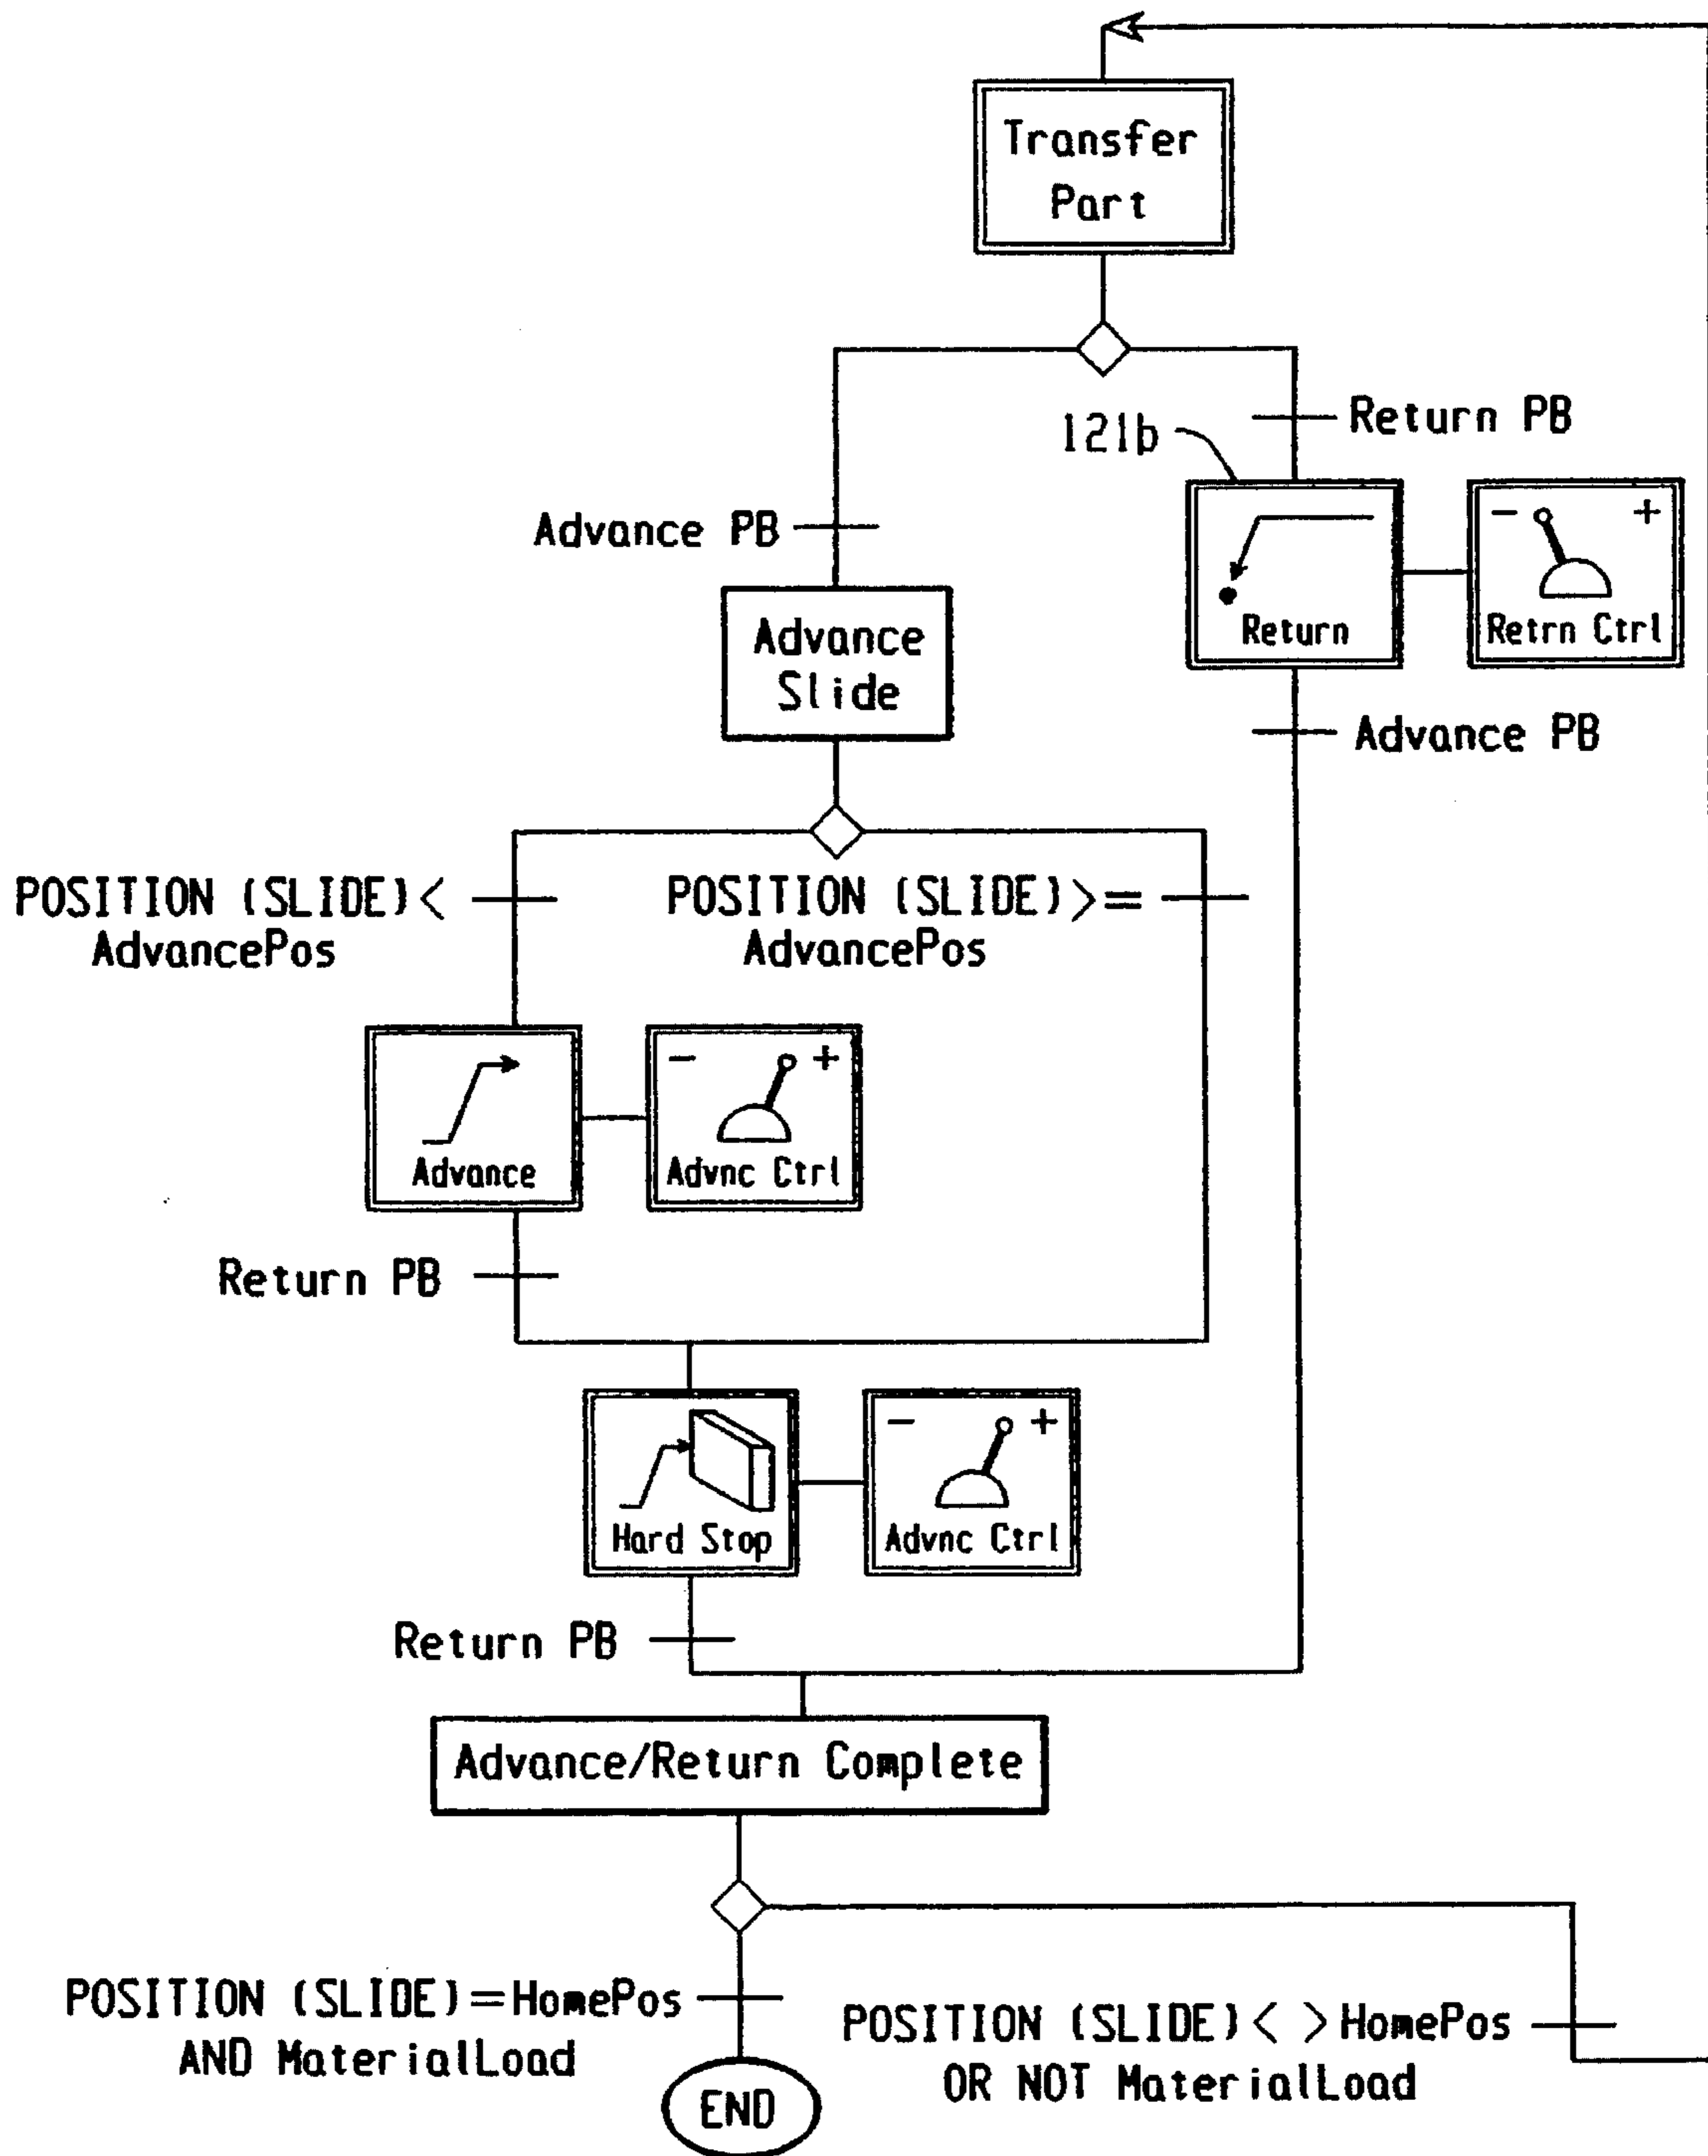 Transfer
Part
Return PB
121b
Advance PB
- +
Return
Retrn Ctrl
Advance
Slide
Advance PB
POSITION (SLIDE)<
AdvancePos
POSITION (SLIDE)>=
AdvancePos
- +
Advance
Advnc Ctrl
Return PB
- +
Hard Stop
Advnc Ctrl
Return PB
Advance/Return Complete
POSITION (SLIDE)=HomePos
AND MaterialLoad
POSITION (SLIDE)< >HomePos
OR NOT MaterialLoad
END